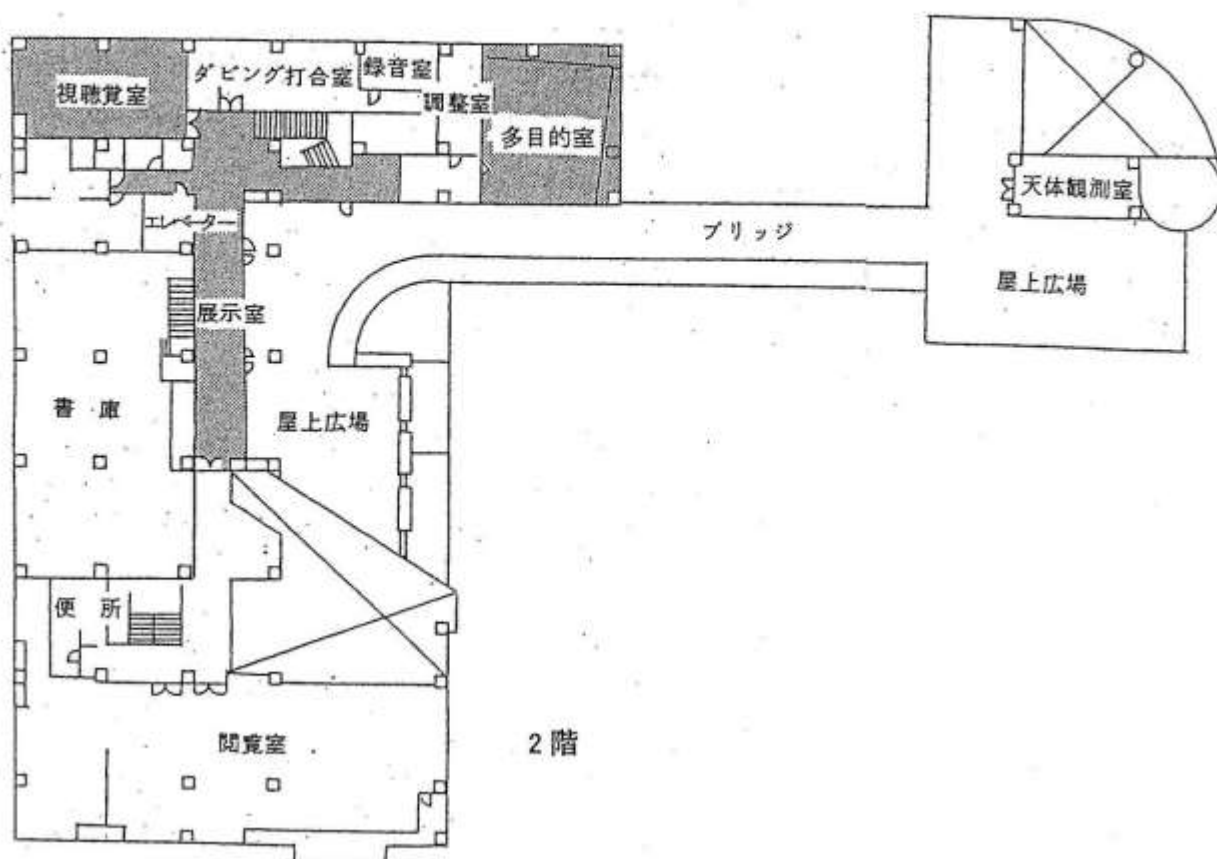 ダビング打合室
録音室
視聴覚室
調整室
多目的室
天体観測室
エレベーター
ブリッジ
屋上広場
展示室
書庫
屋上広場
便所
閲覧室
2階